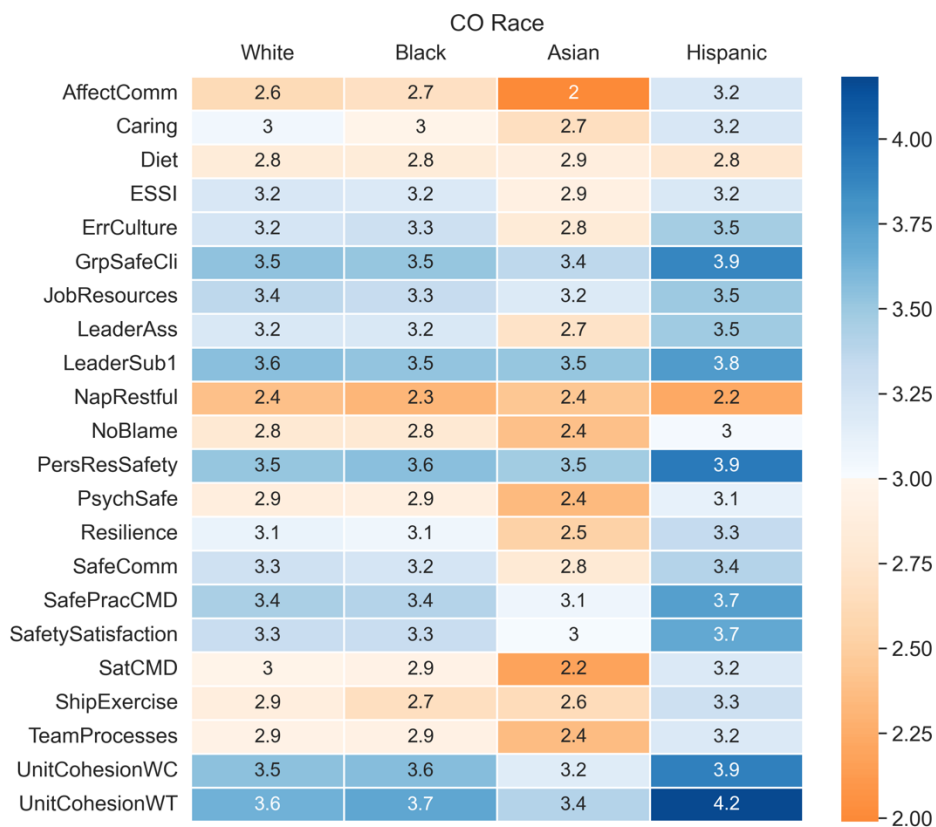 CO Race
White Black Asian Hispanic
AffectComm 2.6 2.7 2 3.2
Caring 3 3 2.7 3.2
Diet 2.8 2.8 2.9 2.8
ESSI 3.2 3.2 2.9 3.2
ErrCulture 3.2 3.3 2.8 3.5
GrpSafeCli 3.5 3.5 3.4 3.9
JobResources 3.4 3.3 3.2 3.5
LeaderAss 3.2 3.2 2.7 3.5
LeaderSub1 3.6 3.5 3.5 3.8
NapRestful 2.4 2.3 2.4 2.2
NoBlame 2.8 2.8 2.4 3
PersResSafety 3.5 3.6 3.5 3.9
PsychSafe 2.9 2.9 2.4 3.1
Resilience 3.1 3.1 2.5 3.3
SafeComm 3.3 3.2 2.8 3.4
SafePracCMD 3.4 3.4 3.1 3.7
SafetySatisfaction 3.3 3.3 3 3.7
SatCMD 3 2.9 2.2 3.2
ShipExercise 2.9 2.7 2.6 3.3
TeamProcesses 2.9 2.9 2.4 3.2
UnitCohesionWC 3.5 3.6 3.2 3.9
UnitCohesionWT 3.6 3.7 3.4 4.2
4.00
3.75
3.50
3.25
3.00
2.75
2.50
2.25
2.00